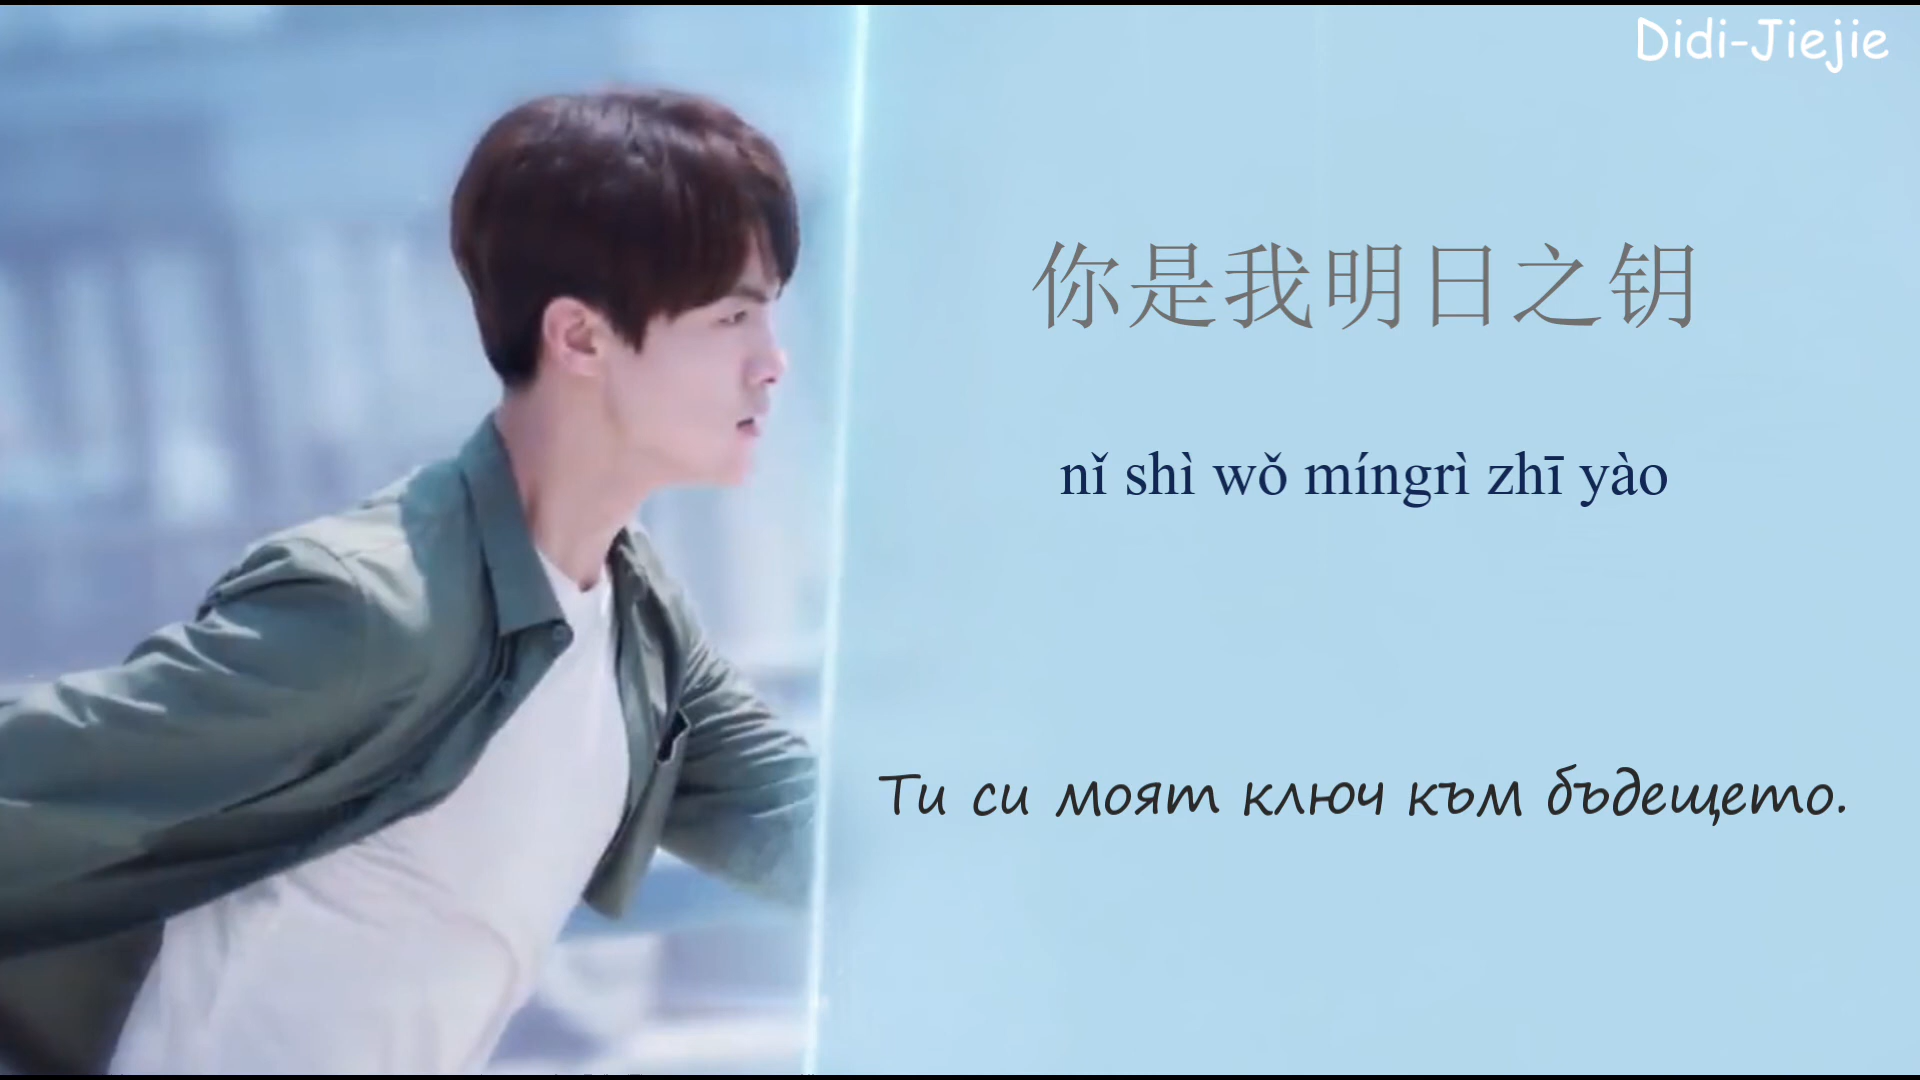 Didi-Jiejie
你是我明日之钥
nǐ shì wǒ míngrì zhī yào
Ти си моят ключ към бъдещето.